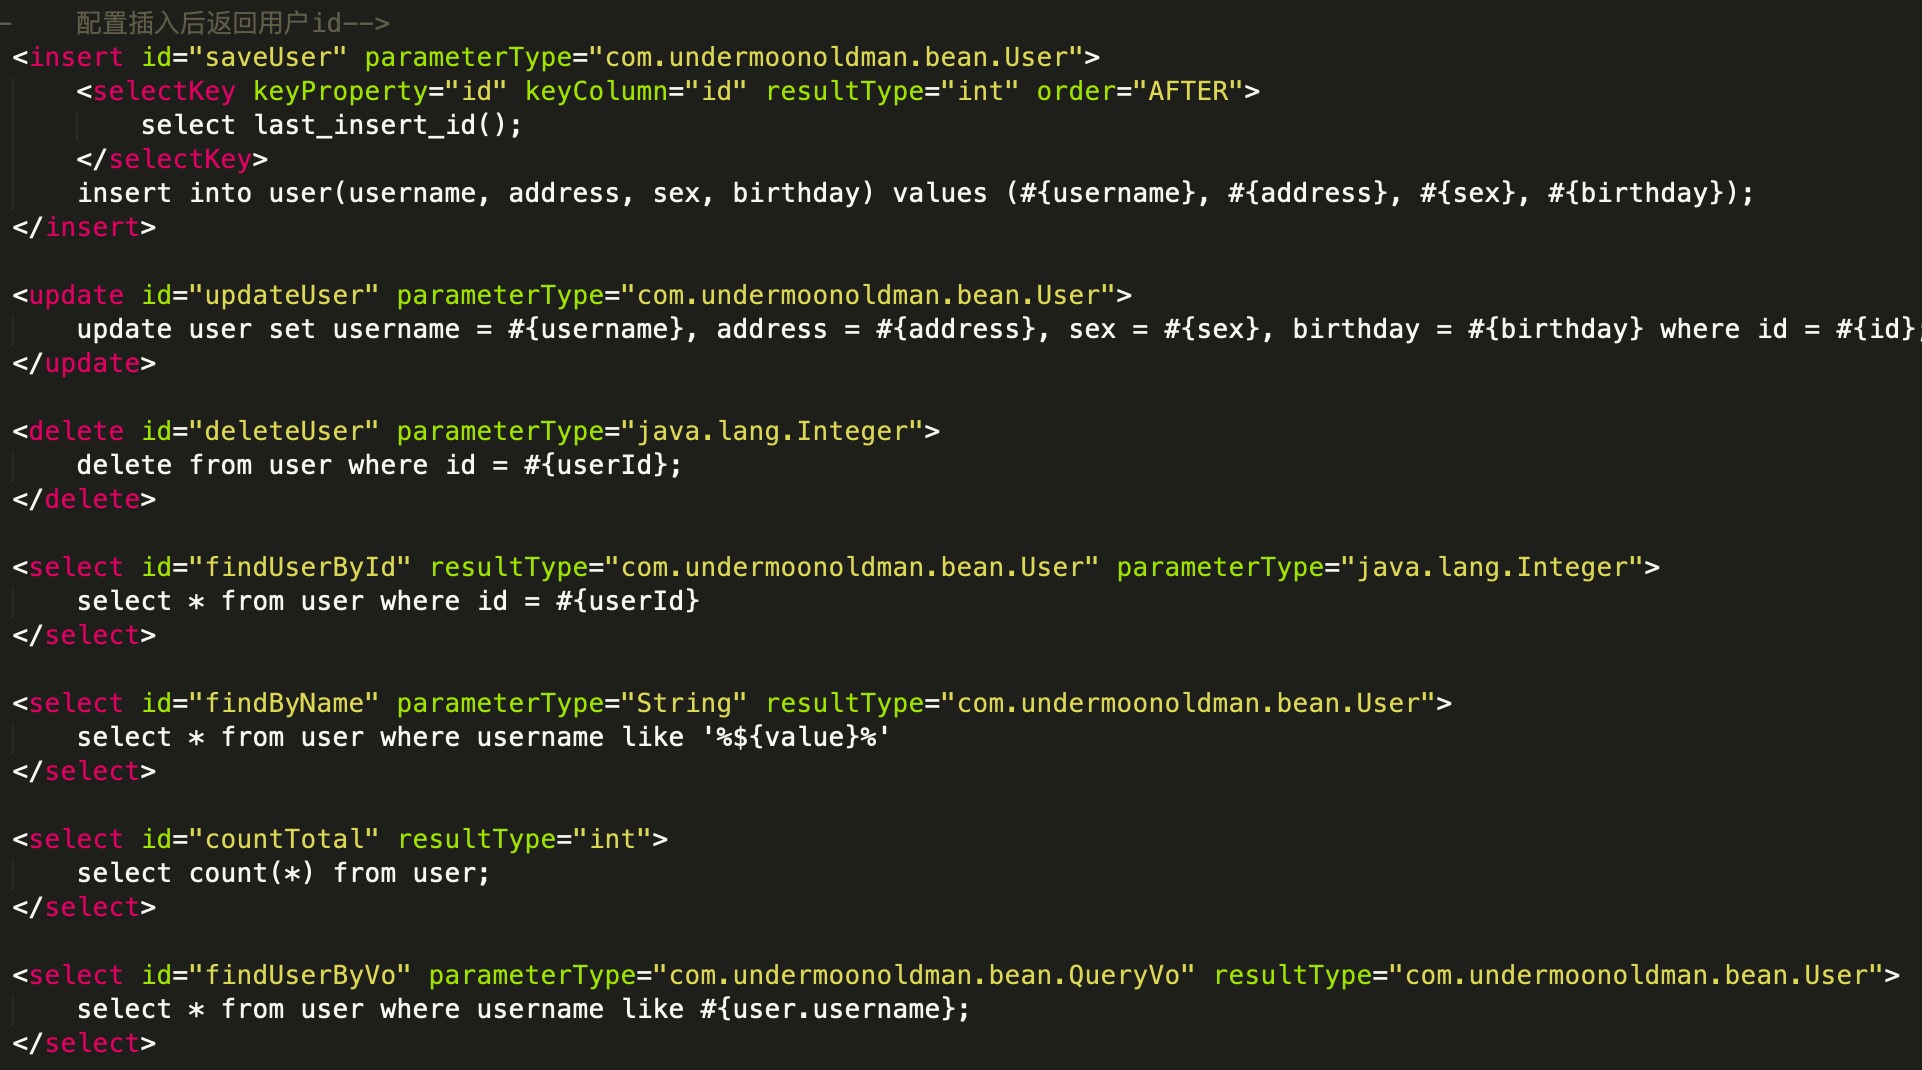 -    配置插入后返回用户id-->
<insert id="saveUser" parameterType="com.undermoonoldman.bean.User">
    <selectKey keyProperty="id" keyColumn="id" resultType="int" order="AFTER">
        select last_insert_id();
    </selectKey>
    insert into user(username, address, sex, birthday) values (#{username}, #{address}, #{sex}, #{birthday});
</insert>

<update id="updateUser" parameterType="com.undermoonoldman.bean.User">
    update user set username = #{username}, address = #{address}, sex = #{sex}, birthday = #{birthday} where id = #{id};
</update>

<delete id="deleteUser" parameterType="java.lang.Integer">
    delete from user where id = #{userId};
</delete>

<select id="findUserById" resultType="com.undermoonoldman.bean.User" parameterType="java.lang.Integer">
    select * from user where id = #{userId}
</select>

<select id="findByName" parameterType="String" resultType="com.undermoonoldman.bean.User">
    select * from user where username like '%${value}%'
</select>

<select id="countTotal" resultType="int">
    select count(*) from user;
</select>

<select id="findUserByVo" parameterType="com.undermoonoldman.bean.QueryVo" resultType="com.undermoonoldman.bean.User">
    select * from user where username like #{user.username};
</select>